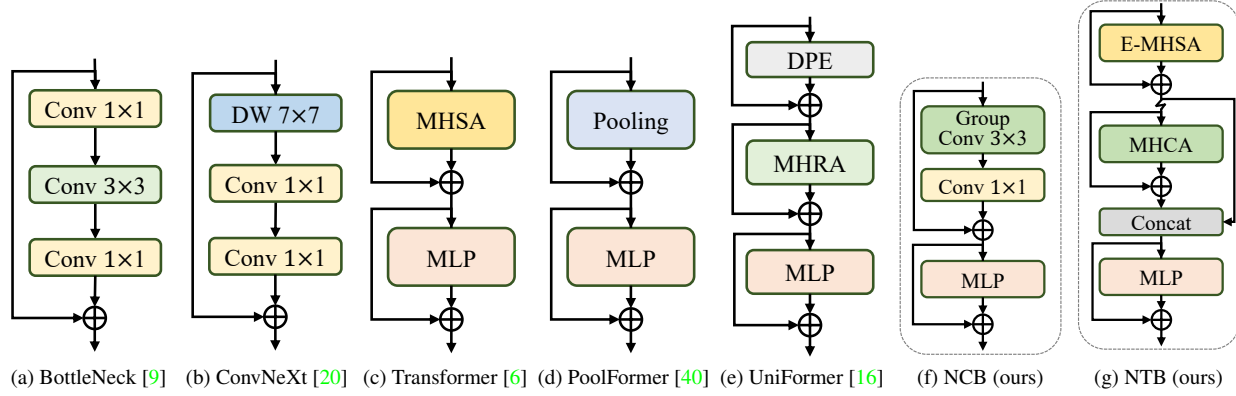 Conv 1×1
Conv 3×3
Conv 1×1
(a) BottleNeck [9]
DW 7×7
Conv 1×1
Conv 1×1
(b) ConvNeXt [20]
MHSA
MLP
(c) Transformer [6]
Pooling
MLP
(d) PoolFormer [40]
DPE
MHRA
MLP
(e) UniFormer [16]
Group
Conv 3×3
Conv 1×1
MLP
(f) NCB (ours)
E-MHSA
MHCA
Concat
MLP
(g) NTB (ours)